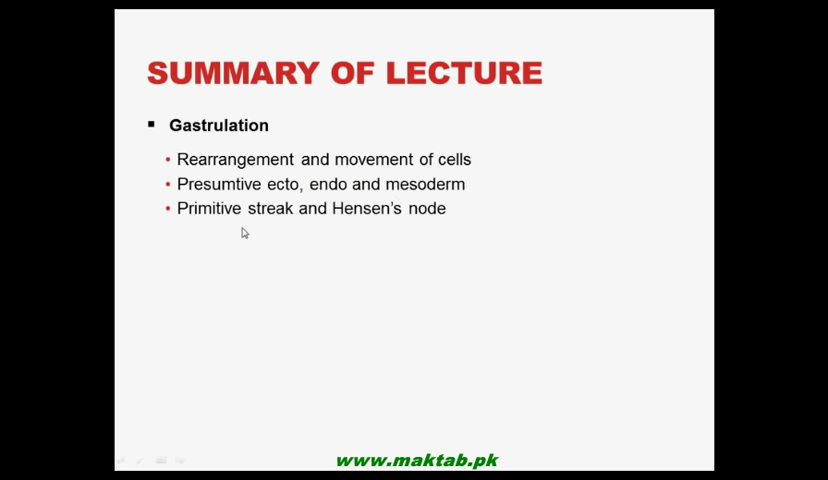 SUMMARY OF LECTURE
▪ Gastrulation
• Rearrangement and movement of cells
• Presumtive ecto, endo and mesoderm
• Primitive streak and Hensen's node
www.maktab.pk